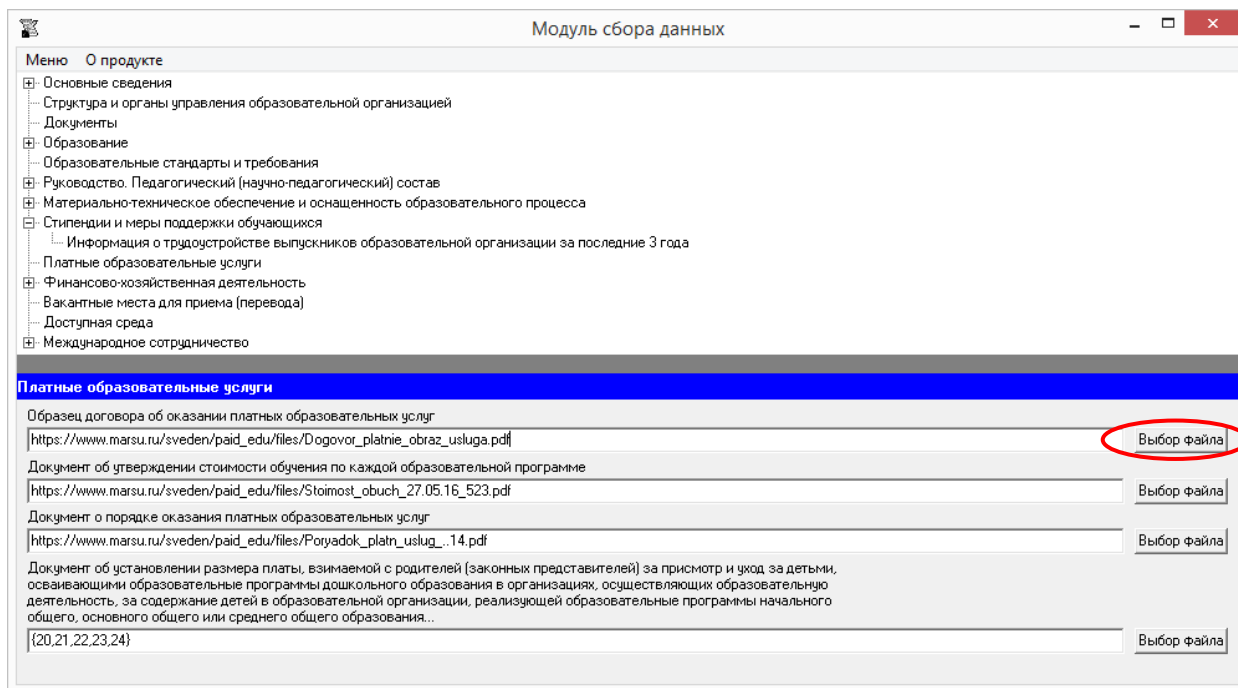 Модуль сбора данных
Меню О продукте
Основные сведения
Структура и органы управления образовательной организацией
Документы
Образование
Образовательные стандарты и требования
Руководство. Педагогический (научно-педагогический) состав
Материально-техническое обеспечение и оснащенность образовательного процесса
Стипендии и меры поддержки обучающихся
Информация о трудоустройстве выпускников образовательной организации за последние 3 года
Платные образовательные услуги
Финансово-хозяйственная деятельность
Вакантные места для приема (перевода)
Доступная среда
Международное сотрудничество
Платные образовательные услуги
Образец договора об оказании платных образовательных услуг
https://www.marsu.ru/sveden/paid_edu/files/Dogovor_platnie_obraz_usluga.pdf Выбор файла
Документ об утверждении стоимости обучения по каждой образовательной программе
https://www.marsu.ru/sveden/paid_edu/files/Stoimost_obuch_27.05.16_523.pdf Выбор файла
Документ о порядке оказания платных образовательных услуг
https://www.marsu.ru/sveden/paid_edu/files/Poryadok_platn_uslug_..14.pdf Выбор файла
Документ об установлении размера платы, взимаемой с родителей (законных представителей) за присмотр и уход за детьми,
осваивающими образовательные программы дошкольного образования в организациях, осуществляющих образовательную
деятельность, за содержание детей в образовательной организации, реализующей образовательные программы начального
общего, основного общего или среднего общего образования...
{20,21,22,23,24} Выбор файла